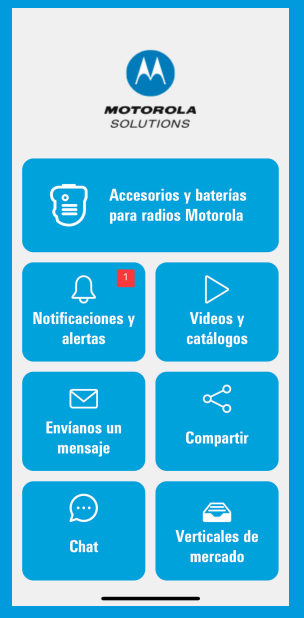 MOTOROLA
SOLUTIONS
Accesorios y baterías
para radios Motorola
1
Notificaciones y
alertas
Videos y
catálogos
Envíanos un
mensaje
Compartir
Chat
Verticales de
mercado